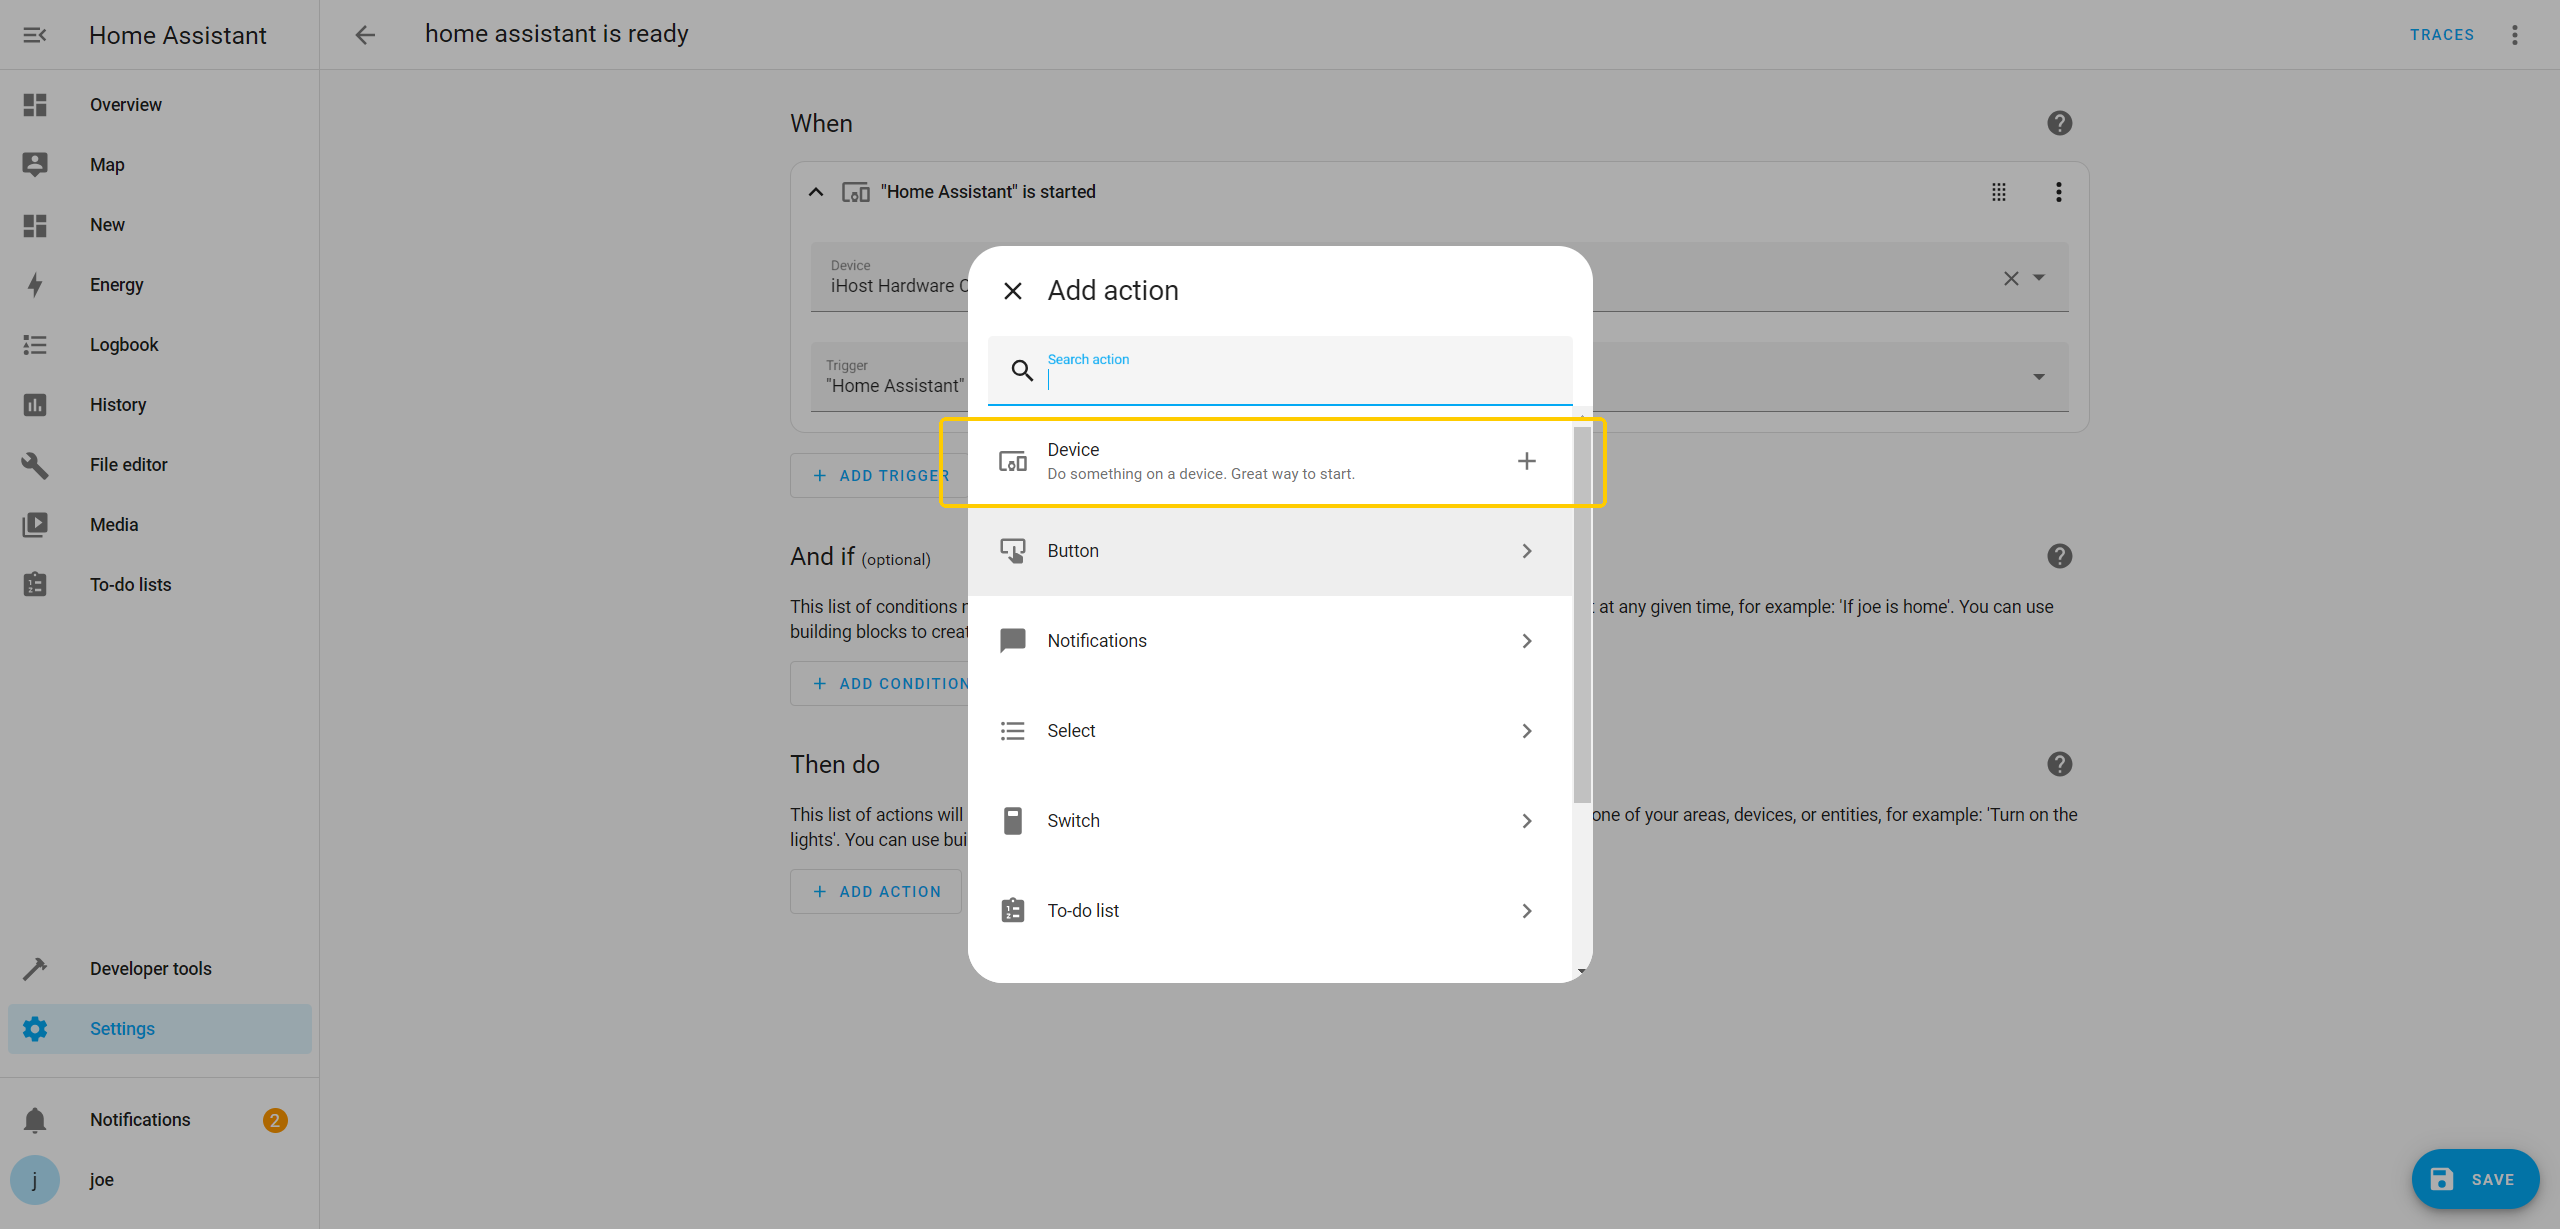 Home Assistant
home assistant is ready
TRACES
Overview
Map
New
Energy
Logbook
History
File editor
Media
To-do lists
Developer tools
Settings
Notifications
2
j
joe
When
"Home Assistant" is started
Device
iHost Hardware
Trigger
"Home Assistant"
ADD TRIGGER
And if (optional)
This list of conditions
at any given time, for example: 'If joe is home'. You can use
building blocks to
ADD CONDITION
Then do
This list of actions will
one of your areas, devices, or entities, for example: 'Turn on the
lights'. You can use
ADD ACTION
Add action
Search action
Device
Do something on a device. Great way to start.
Button
Notifications
Select
Switch
To-do list
SAVE